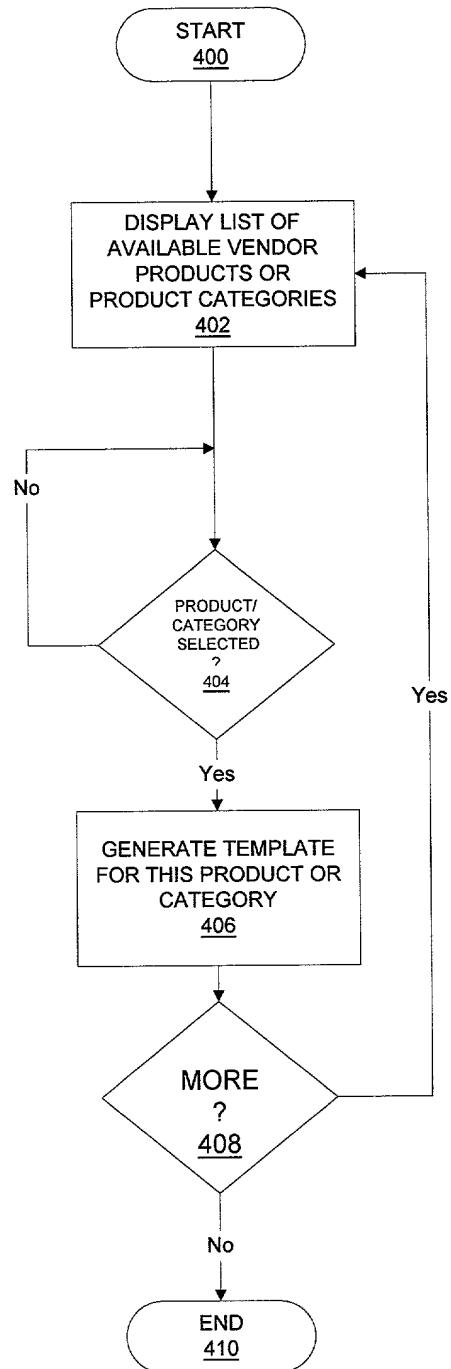 START
400
DISPLAY LIST OF
AVAILABLE VENDOR
PRODUCTS OR
PRODUCT CATEGORIES
402
No
PRODUCT/
CATEGORY
SELECTED
?
404
Yes
Yes
GENERATE TEMPLATE
FOR THIS PRODUCT OR
CATEGORY
406
MORE
?
408
No
END
410